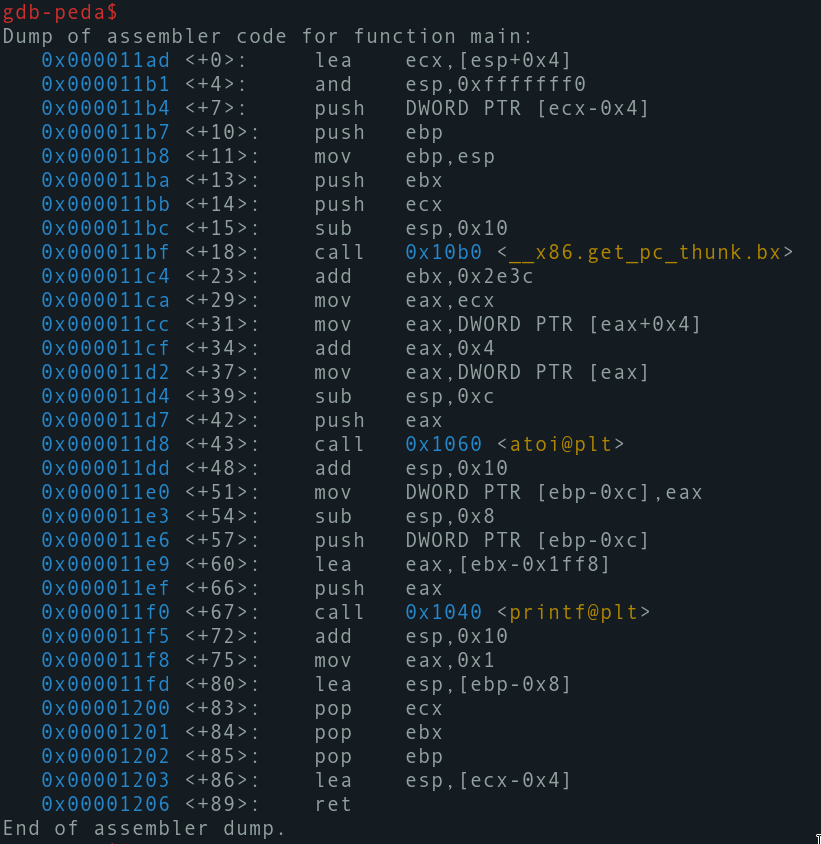 gdb-peda$
Dump of assembler code for function main:
   0x000011ad <+0>:	lea    ecx,[esp+0x4]
   0x000011b1 <+4>:	and    esp,0xfffffff0
   0x000011b4 <+7>:	push   DWORD PTR [ecx-0x4]
   0x000011b7 <+10>:	push   ebp
   0x000011b8 <+11>:	mov    ebp,esp
   0x000011ba <+13>:	push   ebx
   0x000011bb <+14>:	push   ecx
   0x000011bc <+15>:	sub    esp,0x10
   0x000011bf <+18>:	call   0x10b0 <__x86.get_pc_thunk.bx>
   0x000011c4 <+23>:	add    ebx,0x2e3c
   0x000011ca <+29>:	mov    eax,ecx
   0x000011cc <+31>:	mov    eax,DWORD PTR [eax+0x4]
   0x000011cf <+34>:	add    eax,0x4
   0x000011d2 <+37>:	mov    eax,DWORD PTR [eax]
   0x000011d4 <+39>:	sub    esp,0xc
   0x000011d7 <+42>:	push   eax
   0x000011d8 <+43>:	call   0x1060 <atoi@plt>
   0x000011dd <+48>:	add    esp,0x10
   0x000011e0 <+51>:	mov    DWORD PTR [ebp-0xc],eax
   0x000011e3 <+54>:	sub    esp,0x8
   0x000011e6 <+57>:	push   DWORD PTR [ebp-0xc]
   0x000011e9 <+60>:	lea    eax,[ebx-0x1ff8]
   0x000011ef <+66>:	push   eax
   0x000011f0 <+67>:	call   0x1040 <printf@plt>
   0x000011f5 <+72>:	add    esp,0x10
   0x000011f8 <+75>:	mov    eax,0x1
   0x000011fd <+80>:	lea    esp,[ebp-0x8]
   0x00001200 <+83>:	pop    ecx
   0x00001201 <+84>:	pop    ebx
   0x00001202 <+85>:	pop    ebp
   0x00001203 <+86>:	lea    esp,[ecx-0x4]
   0x00001206 <+89>:	ret
End of assembler dump.